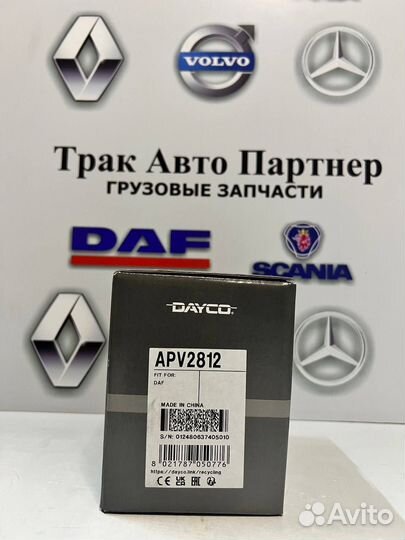 VOLVO
Трак Авто Партнер
ГРУЗОВЫЕ ЗАПЧАСТИ
DAF
SCANIA
DAYCO
APV2812
FIT FOR:
DAF
MADE IN CHINA
S/N: 012480637405010
8 021787 050776
https://dayco.link/recycling
Avito